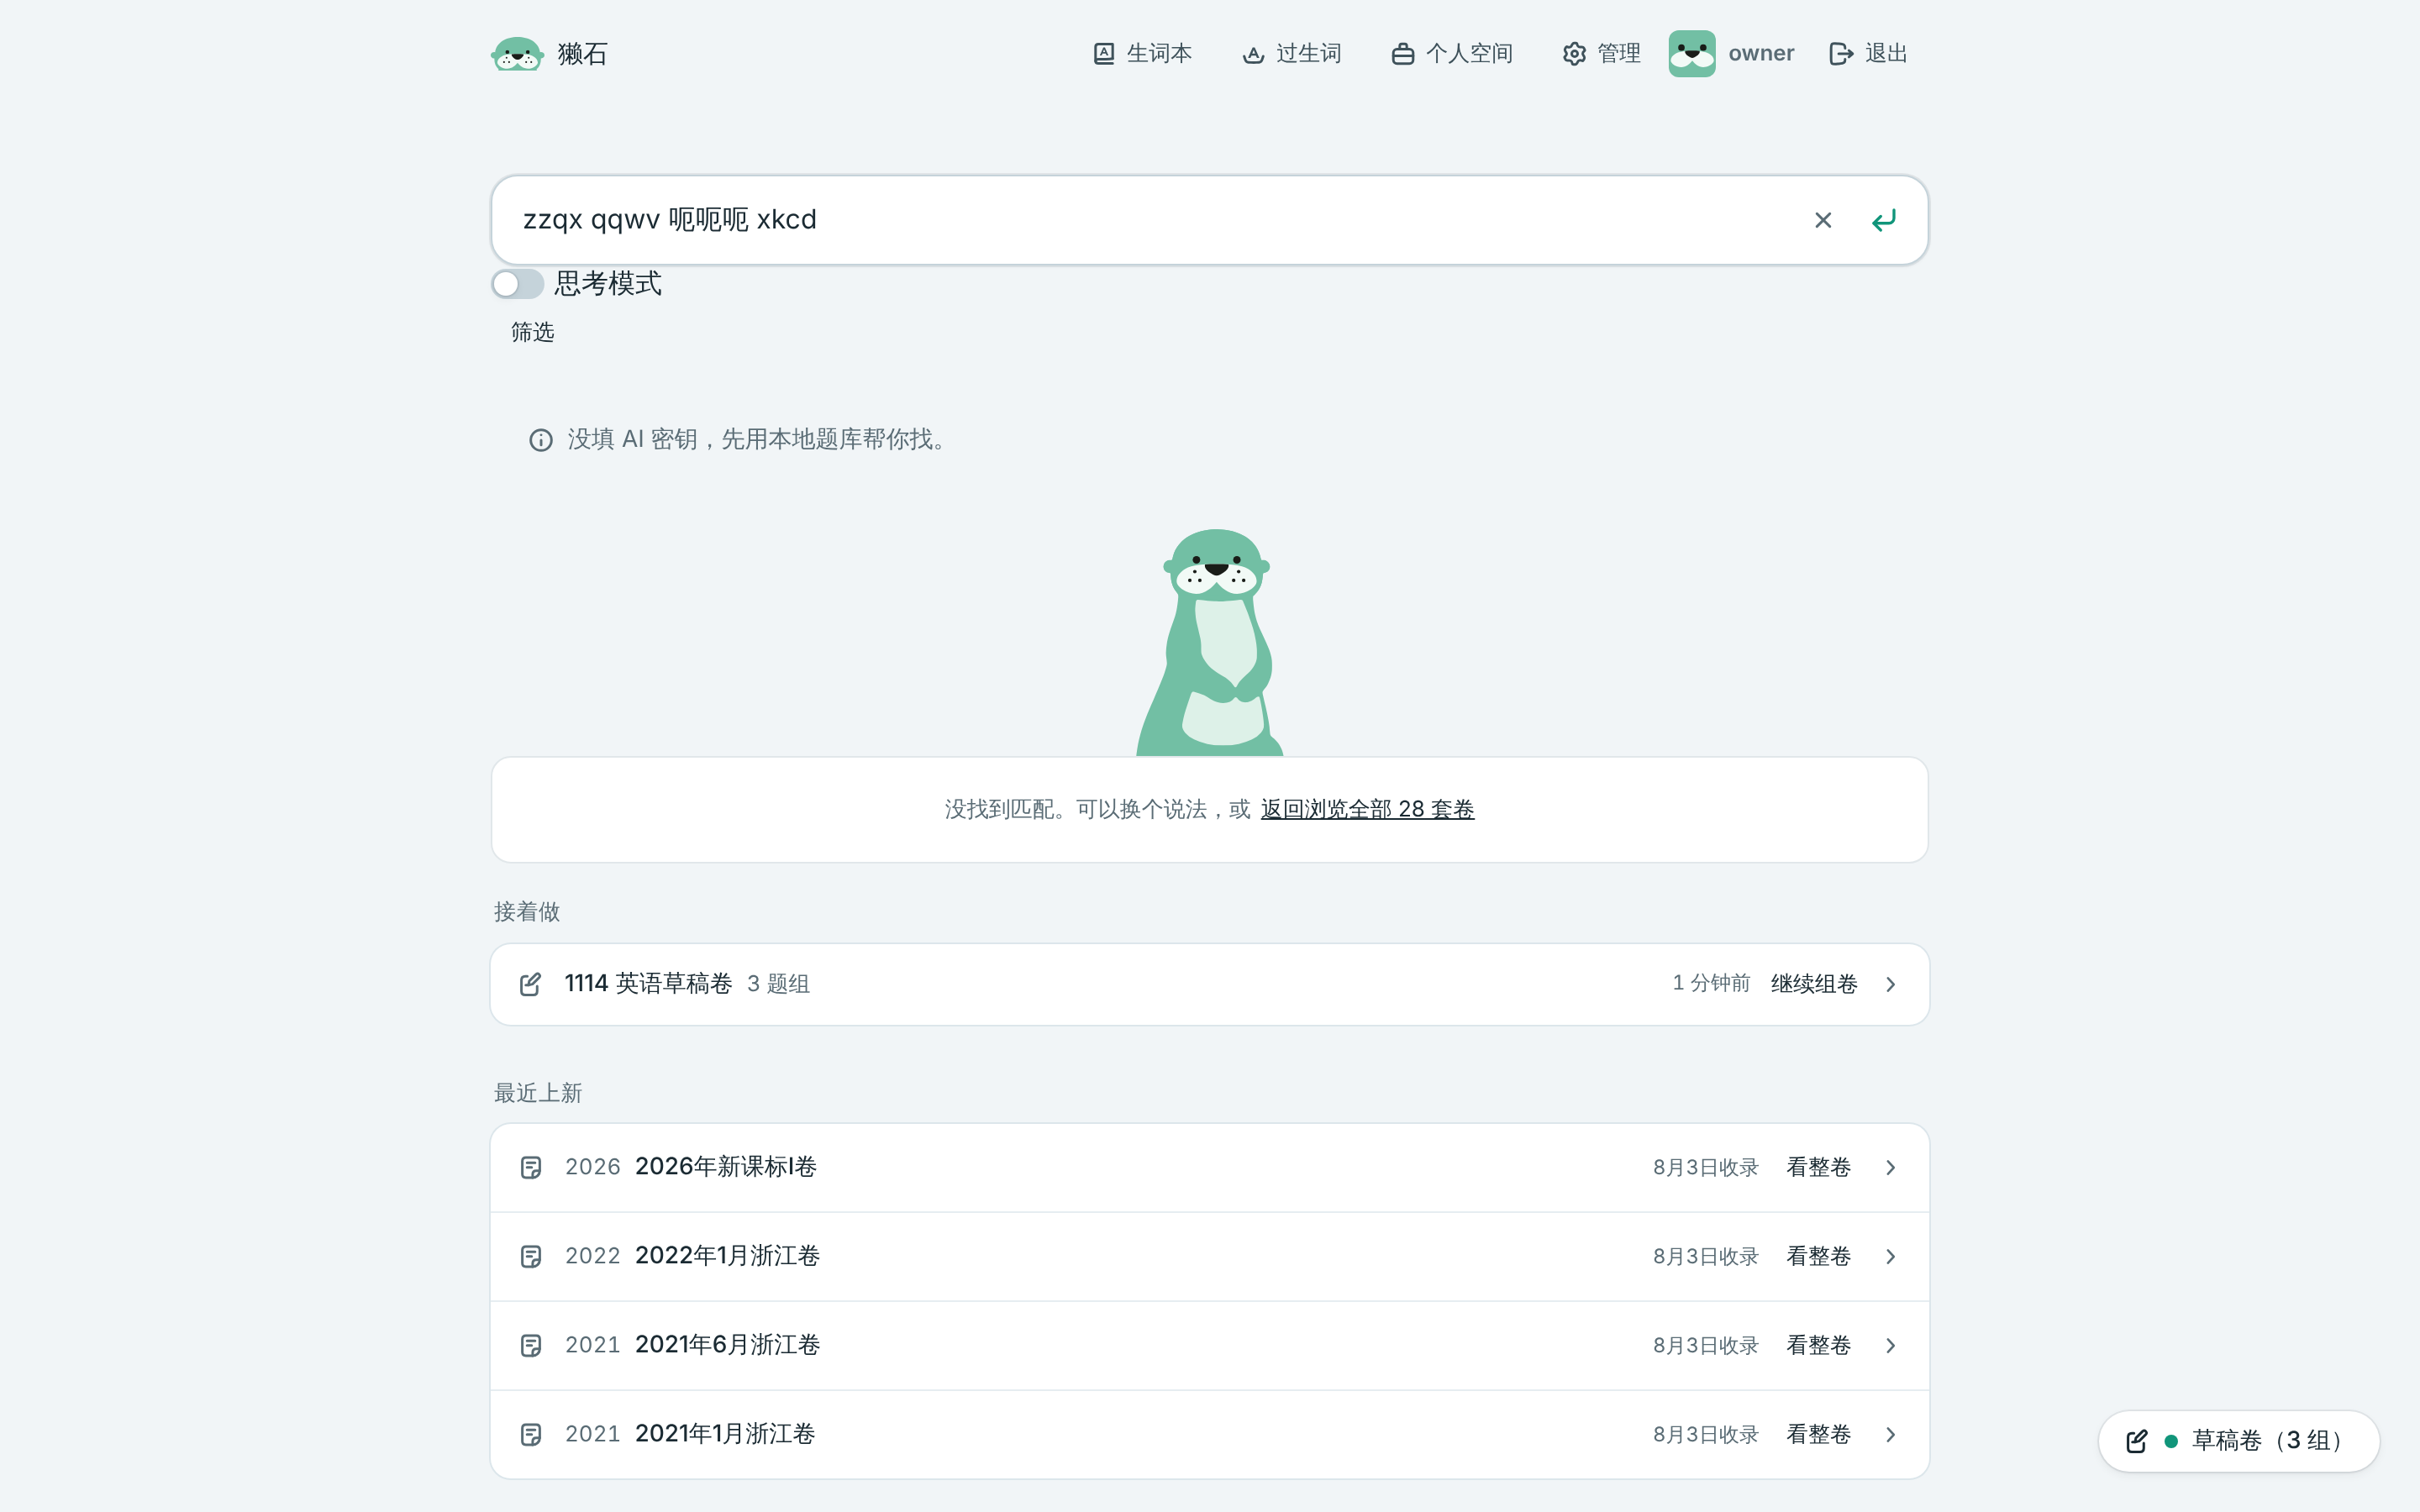 獭石
生词本
过生词
个人空间
管理
owner
退出
zzqx qqwv 呃呃呃 xkcd
思考模式
筛选
没填 AI 密钥，先用本地题库帮你找。
没找到匹配。可以换个说法，或 返回浏览全部 28 套卷
接着做
1114 英语草稿卷 3 题组 1 分钟前 继续组卷
最近上新
2026 2026年新课标I卷 8月3日收录 看整卷
2022 2022年1月浙江卷 8月3日收录 看整卷
2021 2021年6月浙江卷 8月3日收录 看整卷
2021 2021年1月浙江卷 8月3日收录 看整卷
草稿卷（3 组）